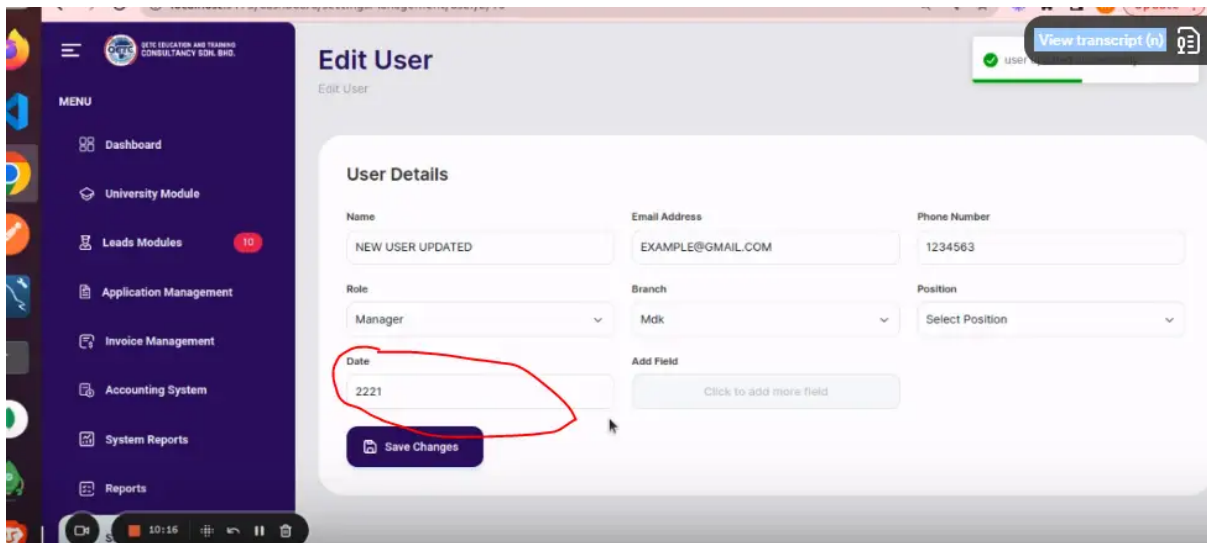 View transcript (n)
CETC EDUCATION AND TRAINING
CONSULTANCY SDN. BHD.
Edit User
Edit User
user
MENU
Dashboard
University Module
Leads Modules 10
Application Management
Invoice Management
Accounting System
System Reports
Reports
User Details
Name Email Address Phone Number
NEW USER UPDATED EXAMPLE@GMAIL.COM 1234563
Role Branch Position
Manager Mdk Select Position
Date Add Field
2221 Click to add more field
Save Changes
10:16